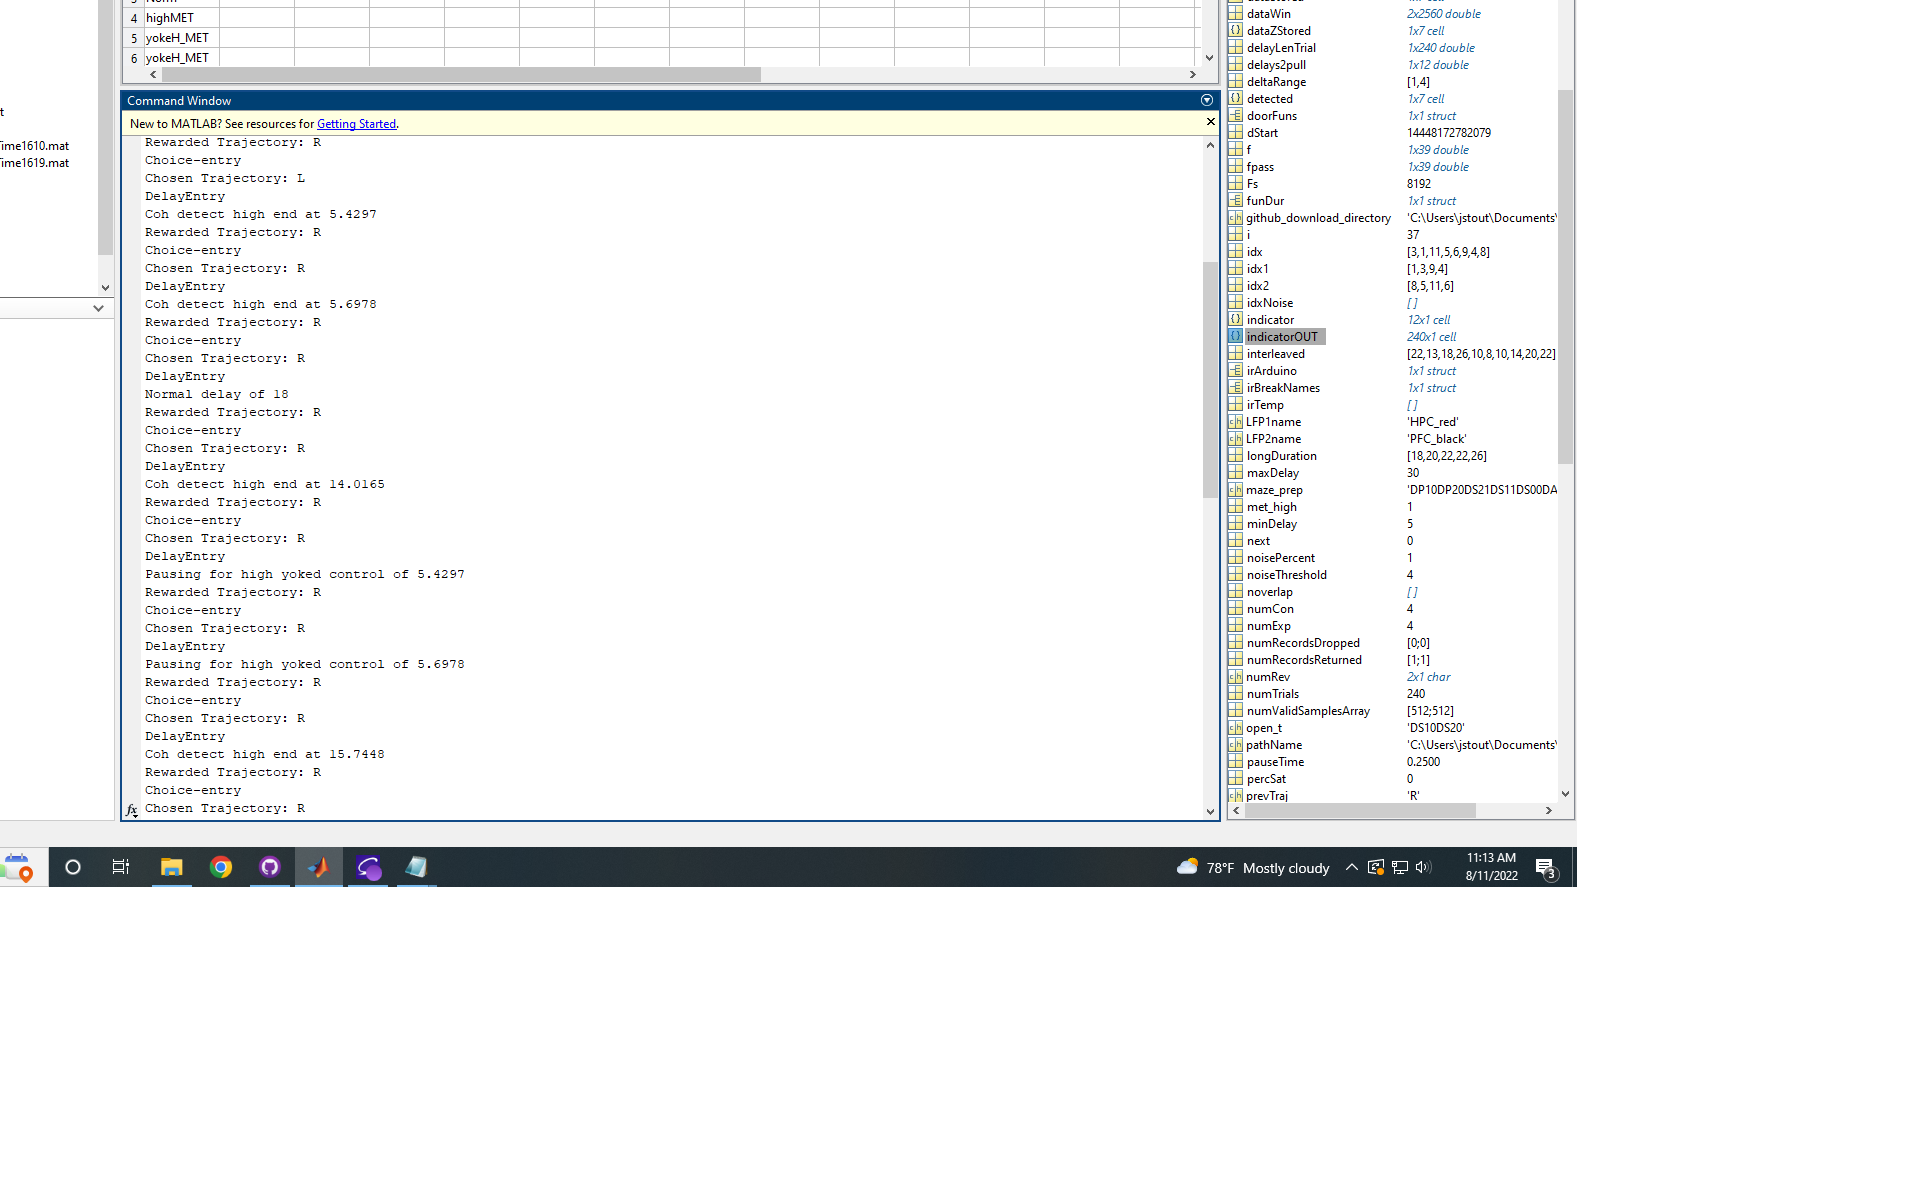 4 highMET
5 yokeH_MET
6 yokeH_MET
t
ime1610.mat
ime1619.mat
Command Window
New to MATLAB? See resources for Getting Started.
Rewarded Trajectory: R
Choice-entry
Chosen Trajectory: L
DelayEntry
Coh detect high end at 5.4297
Rewarded Trajectory: R
Choice-entry
Chosen Trajectory: R
DelayEntry
Coh detect high end at 5.6978
Rewarded Trajectory: R
Choice-entry
Chosen Trajectory: R
DelayEntry
Normal delay of 18
Rewarded Trajectory: R
Choice-entry
Chosen Trajectory: R
DelayEntry
Coh detect high end at 14.0165
Rewarded Trajectory: R
Choice-entry
Chosen Trajectory: R
DelayEntry
Pausing for high yoked control of 5.4297
Rewarded Trajectory: R
Choice-entry
Chosen Trajectory: R
DelayEntry
Pausing for high yoked control of 5.6978
Rewarded Trajectory: R
Choice-entry
Chosen Trajectory: R
DelayEntry
Coh detect high end at 15.7448
Rewarded Trajectory: R
Choice-entry
Chosen Trajectory: R
fx
dataWin 2x2560 double
dataZStored 1x7 cell
delayLenTrial 1x240 double
delays2pull 1x12 double
deltaRange [1,4]
detected 1x7 cell
doorFuns 1x1 struct
dStart 14448172782079
f 1x39 double
fpass 1x39 double
Fs 8192
funDur 1x1 struct
github_download_directory 'C:\Users\jstout\Documents\
i 37
idx [3,1,11,5,6,9,4,8]
idx1 [1,3,9,4]
idx2 [8,5,11,6]
idxNoise []
indicator 12x1 cell
indicatorOUT 240x1 cell
interleaved [22,13,18,26,10,8,10,14,20,22]
irArduino 1x1 struct
irBreakNames 1x1 struct
irTemp []
LFP1name 'HPC_red'
LFP2name 'PFC_black'
longDuration [18,20,22,22,26]
maxDelay 30
maze_prep 'DP10DP20DS21DS11DS00DA
met_high 1
minDelay 5
next 0
noisePercent 1
noiseThreshold 4
noverlap []
numCon 4
numExp 4
numRecordsDropped [0;0]
numRecordsReturned [1;1]
numRev 2x1 char
numTrials 240
numValidSamplesArray [512;512]
open_t 'DS10DS20'
pathName 'C:\Users\jstout\Documents\
pauseTime 0.2500
percSat 0
prevTraj 'R'
78°F Mostly cloudy
11:13 AM
8/11/2022
3